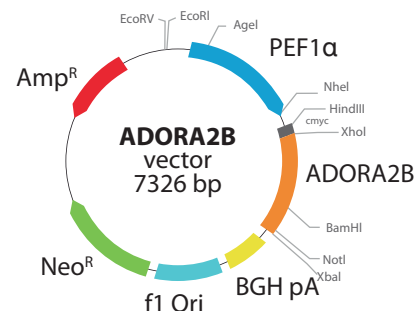 EcoRV
EcoRI
AgeI
PEF1α
NheI
HindIII
cmyc
XhoI
ADORA2B
BamHI
NotI
XbaI
BGH pA
f1 Ori
Neoᴿ
Ampᴿ
ADORA2B
vector
7326 bp